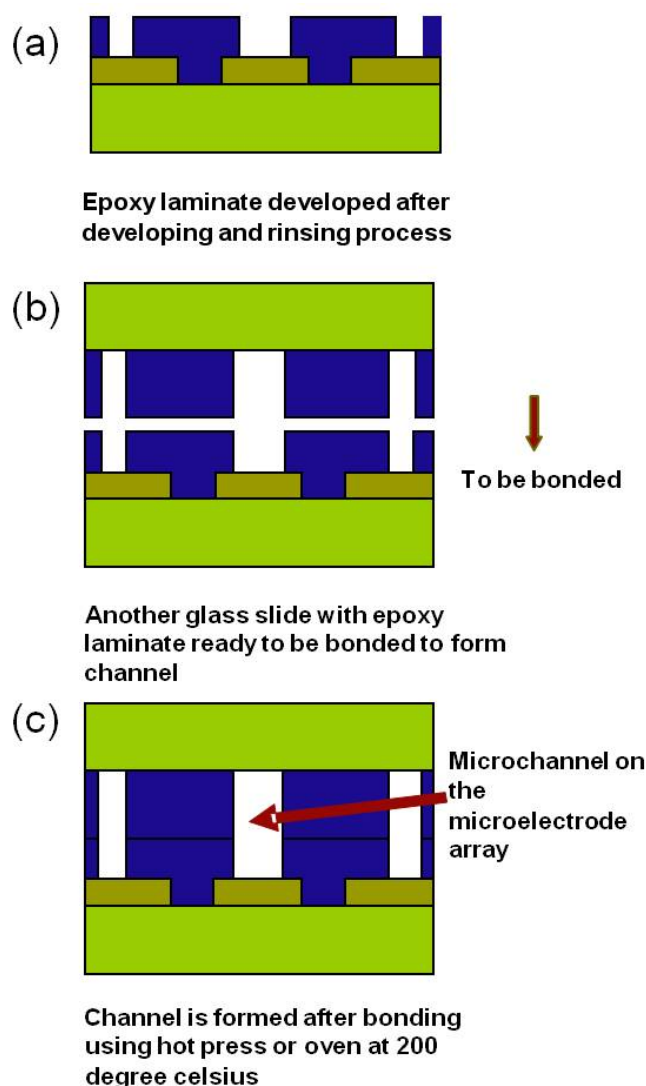 (a)
Epoxy laminate developed after
developing and rinsing process
(b)
To be bonded
Another glass slide with epoxy
laminate ready to be bonded to form
channel
(c)
Microchannel on
the
microelectrode
array
Channel is formed after bonding
using hot press or oven at 200
degree celsius